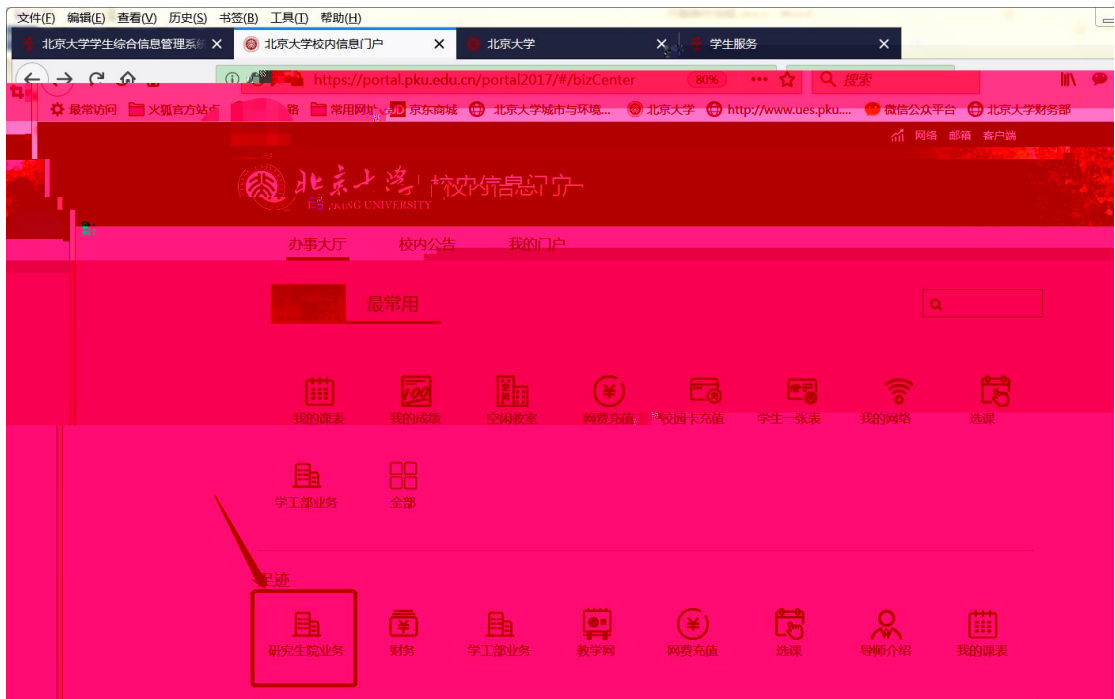 文件(F) 编辑(E) 查看(V) 历史(S) 书签(B) 工具(T) 帮助(H)
北京大学学生综合信息管理系统 北京大学校内信息门户 北京大学 学生服务
https://portal.pku.edu.cn/portal2017/#/bizCenter 80% 搜索
最常访问 火狐官方站点 路 常用网址 JD 京东商城 北京大学城市与环境... 北京大学 http://www.ues.pku.... 微信公众平台 北京大学财务部
网络 邮箱 客户端
北京大学 校内信息门户
PEKING UNIVERSITY
办事大厅 校内公告 我的门户
最常用
我的课表 我的成绩 空闲教室 网费充值 校园卡充值 学生一张表 我的网络 选课
学工部业务 全部
足迹
研究生院业务 财务 学工部业务 教学网 网费充值 选课 导师介绍 我的课表